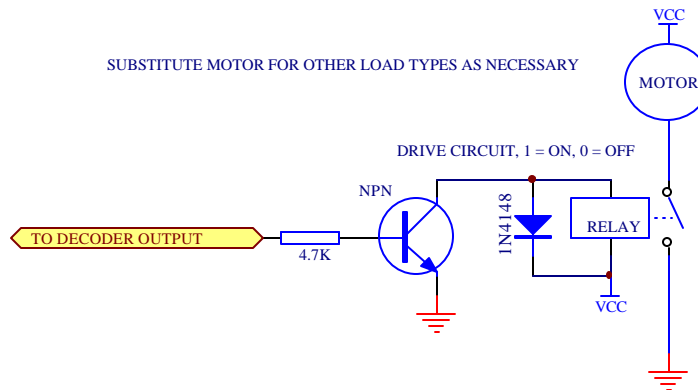 VCC
SUBSTITUTE MOTOR FOR OTHER LOAD TYPES AS NECESSARY
MOTOR
DRIVE CIRCUIT, 1 = ON, 0 = OFF
NPN
1N4148
RELAY
TO DECODER OUTPUT
4.7K
VCC